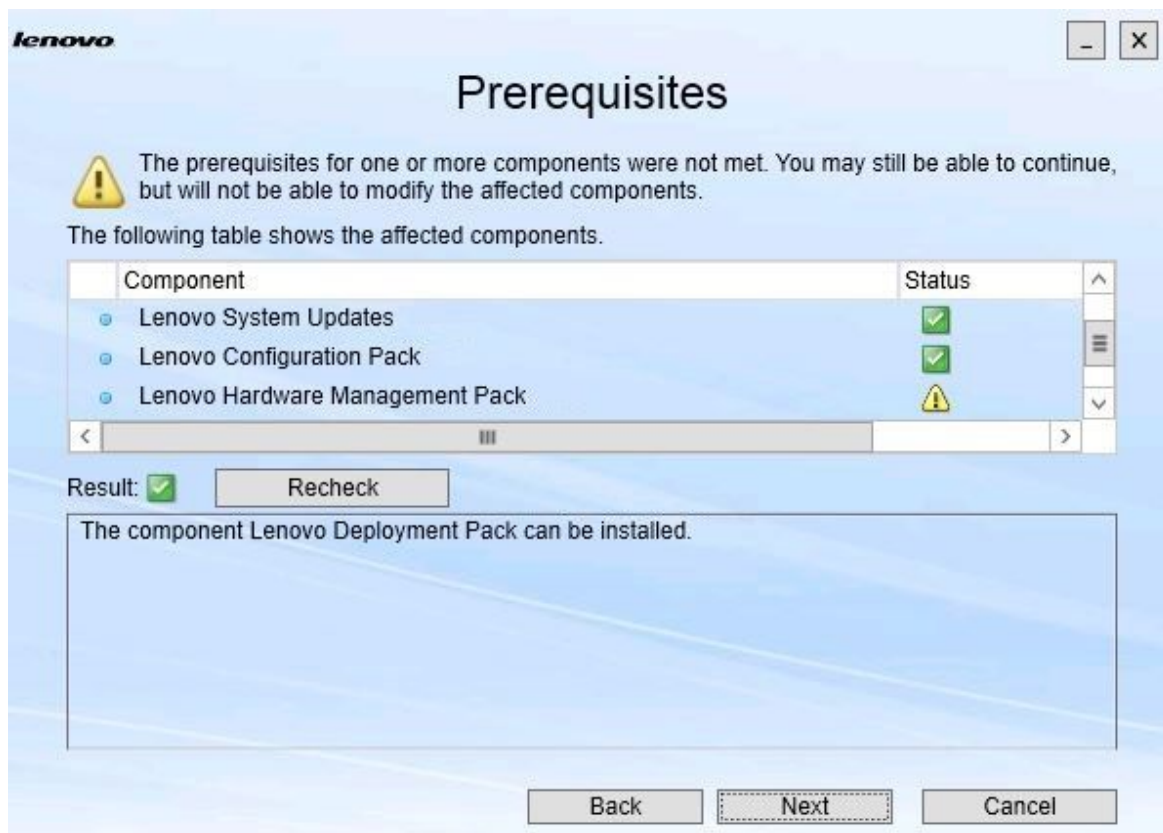 lenovo
Prerequisites
The prerequisites for one or more components were not met. You may still be able to continue,
but will not be able to modify the affected components.
The following table shows the affected components.
Component Status
Lenovo System Updates
Lenovo Configuration Pack
Lenovo Hardware Management Pack
Result: Recheck
The component Lenovo Deployment Pack can be installed.
Back Next Cancel